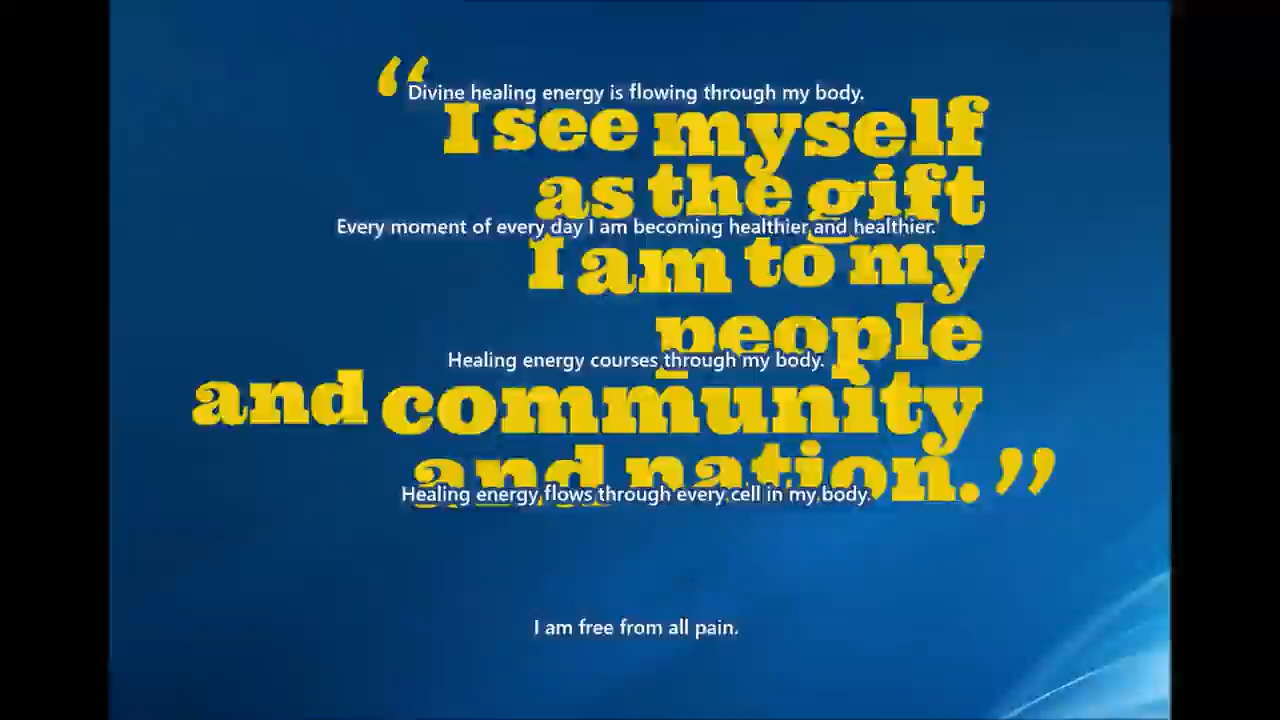 Divine healing energy is flowing through my body.
“I see myself
as the gift
Every moment of every day I am becoming healthier and healthier.
I am to my
people
Healing energy courses through my body.
and community
and nation.”
Healing energy flows through every cell in my body.
I am free from all pain.